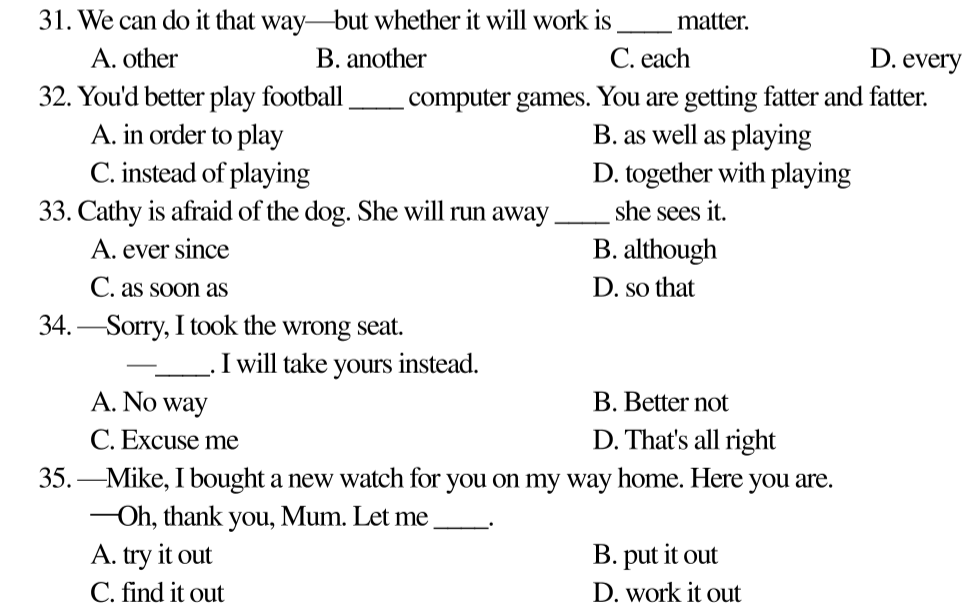 31. We can do it that way—but whether it will work is _____ matter.
A. other B. another C. each D. every
32. You'd better play football _____ computer games. You are getting fatter and fatter.
A. in order to play B. as well as playing
C. instead of playing D. together with playing
33. Cathy is afraid of the dog. She will run away _____ she sees it.
A. ever since B. although
C. as soon as D. so that
34. —Sorry, I took the wrong seat.
—_____. I will take yours instead.
A. No way B. Better not
C. Excuse me D. That's all right
35. —Mike, I bought a new watch for you on my way home. Here you are.
—Oh, thank you, Mum. Let me _____.
A. try it out B. put it out
C. find it out D. work it out